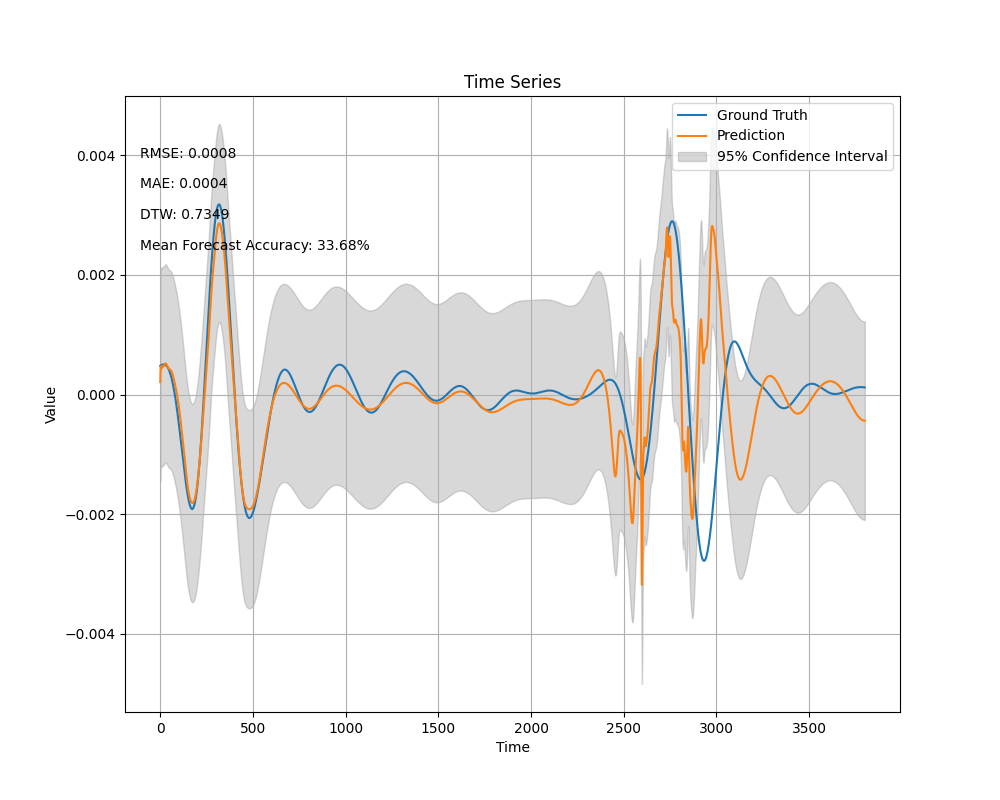 Time Series
Ground Truth
Prediction
95% Confidence Interval
RMSE: 0.0008
MAE: 0.0004
DTW: 0.7349
Mean Forecast Accuracy: 33.68%
Value
0.004
0.002
0.000
−0.002
−0.004
0 500 1000 1500 2000 2500 3000 3500
Time